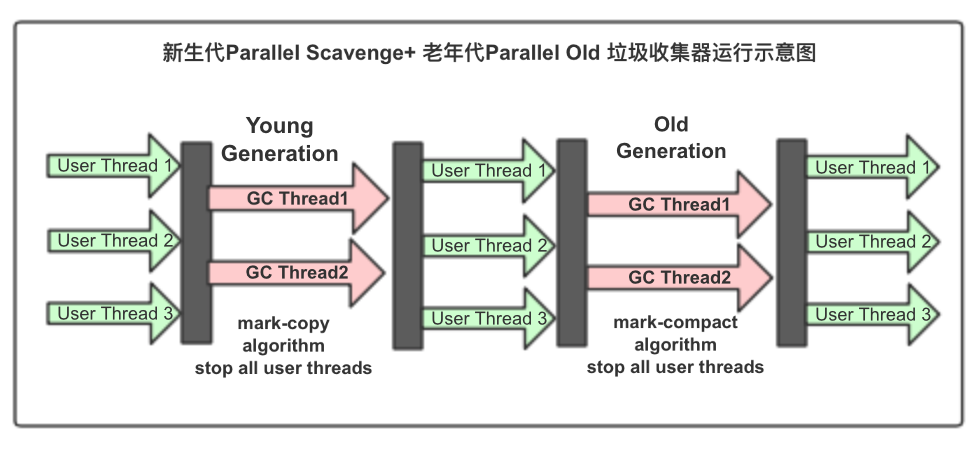 新生代Parallel Scavenge+ 老年代Parallel Old 垃圾收集器运行示意图
Young
Generation
Old
Generation
User Thread 1
User Thread 2
User Thread 3
GC Thread1
GC Thread2
mark-copy
algorithm
stop all user threads
User Thread 1
User Thread 2
User Thread 3
GC Thread1
GC Thread2
mark-compact
algorithm
stop all user threads
User Thread 1
User Thread 2
User Thread 3